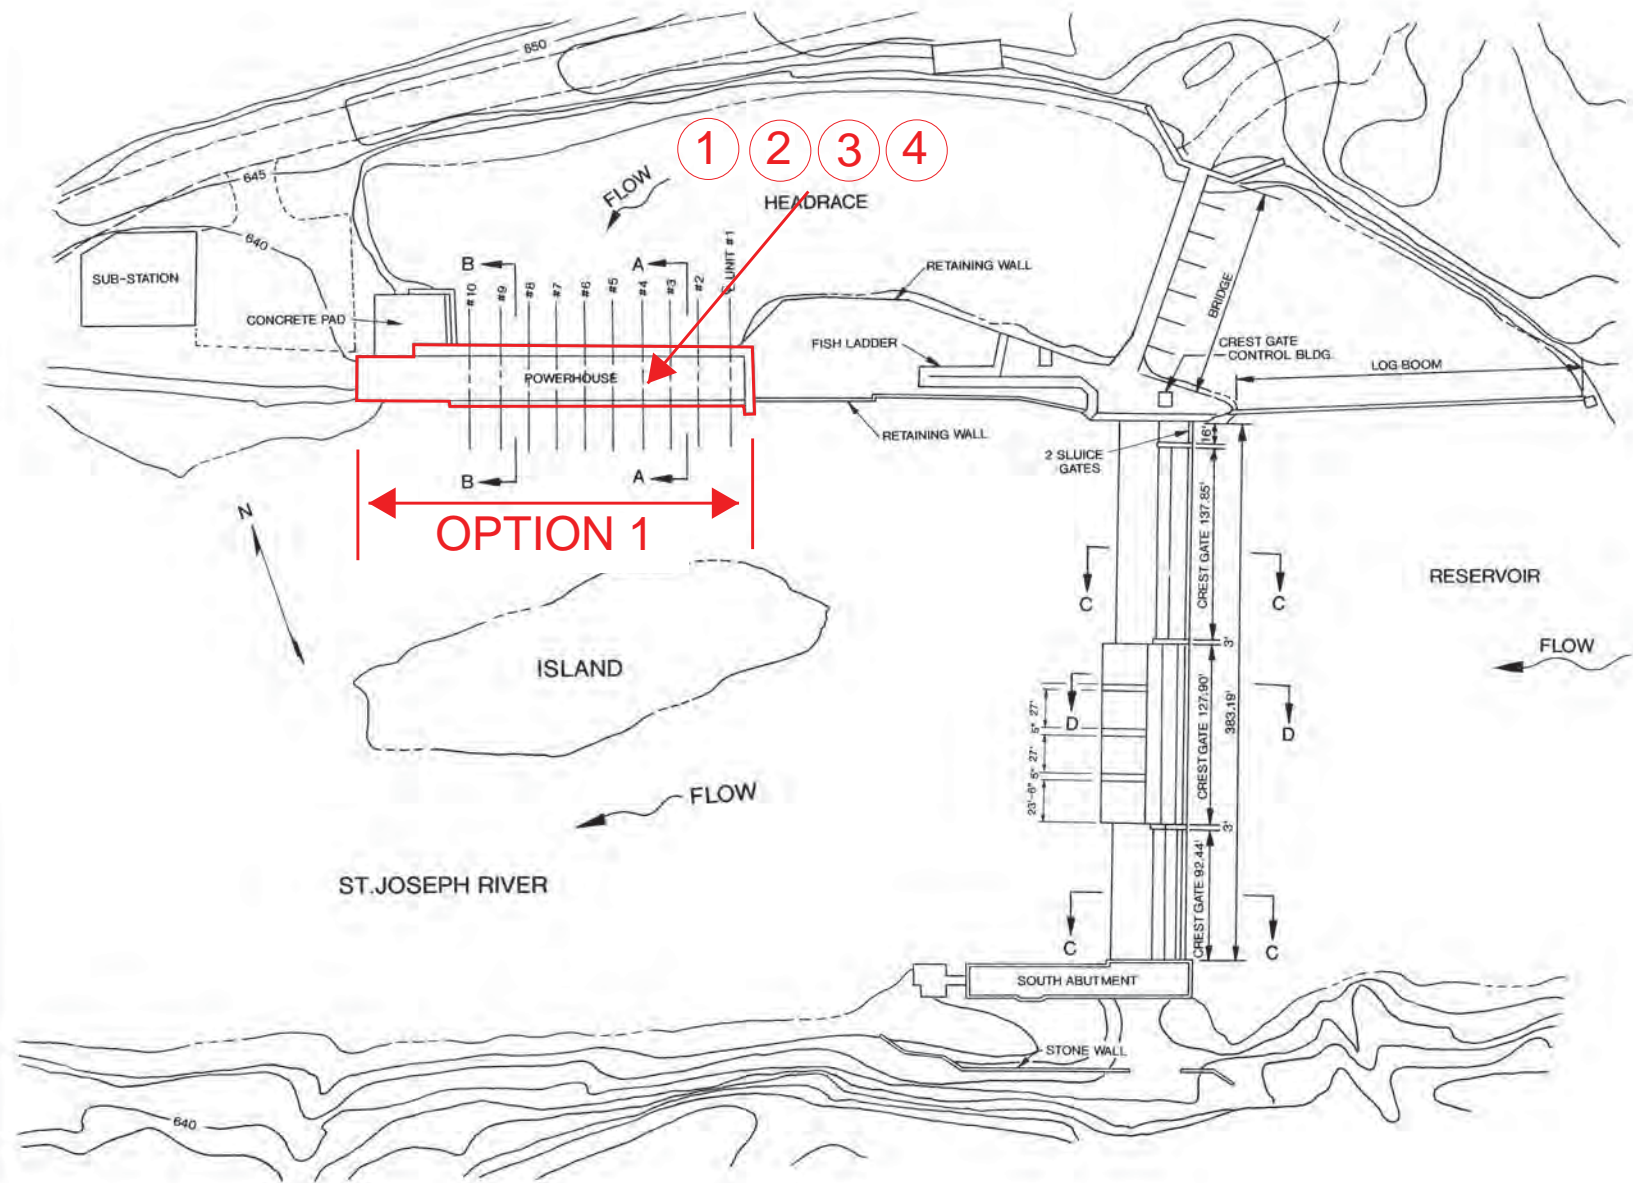 650
1 2 3 4
645
FLOW
HEADRACE
640
SUB-STATION
B
A
#10
#9
#8
#7
#6
#5
#4
#3
#2
UNIT #1
RETAINING WALL
BRIDGE
CONCRETE PAD
FISH LADDER
CREST GATE
CONTROL BLDG.
LOG BOOM
POWERHOUSE
RETAINING WALL
16'
2 SLUICE
GATES
B
A
N
OPTION 1
CREST GATE 137.85'
C
C
RESERVOIR
FLOW
3'
ISLAND
27'
5"
27'
5"
23'-6"
D
CREST GATE 127.90'
383.19'
D
FLOW
3'
ST.JOSEPH RIVER
CREST GATE 92.44'
C
C
SOUTH ABUTMENT
STONE WALL
640